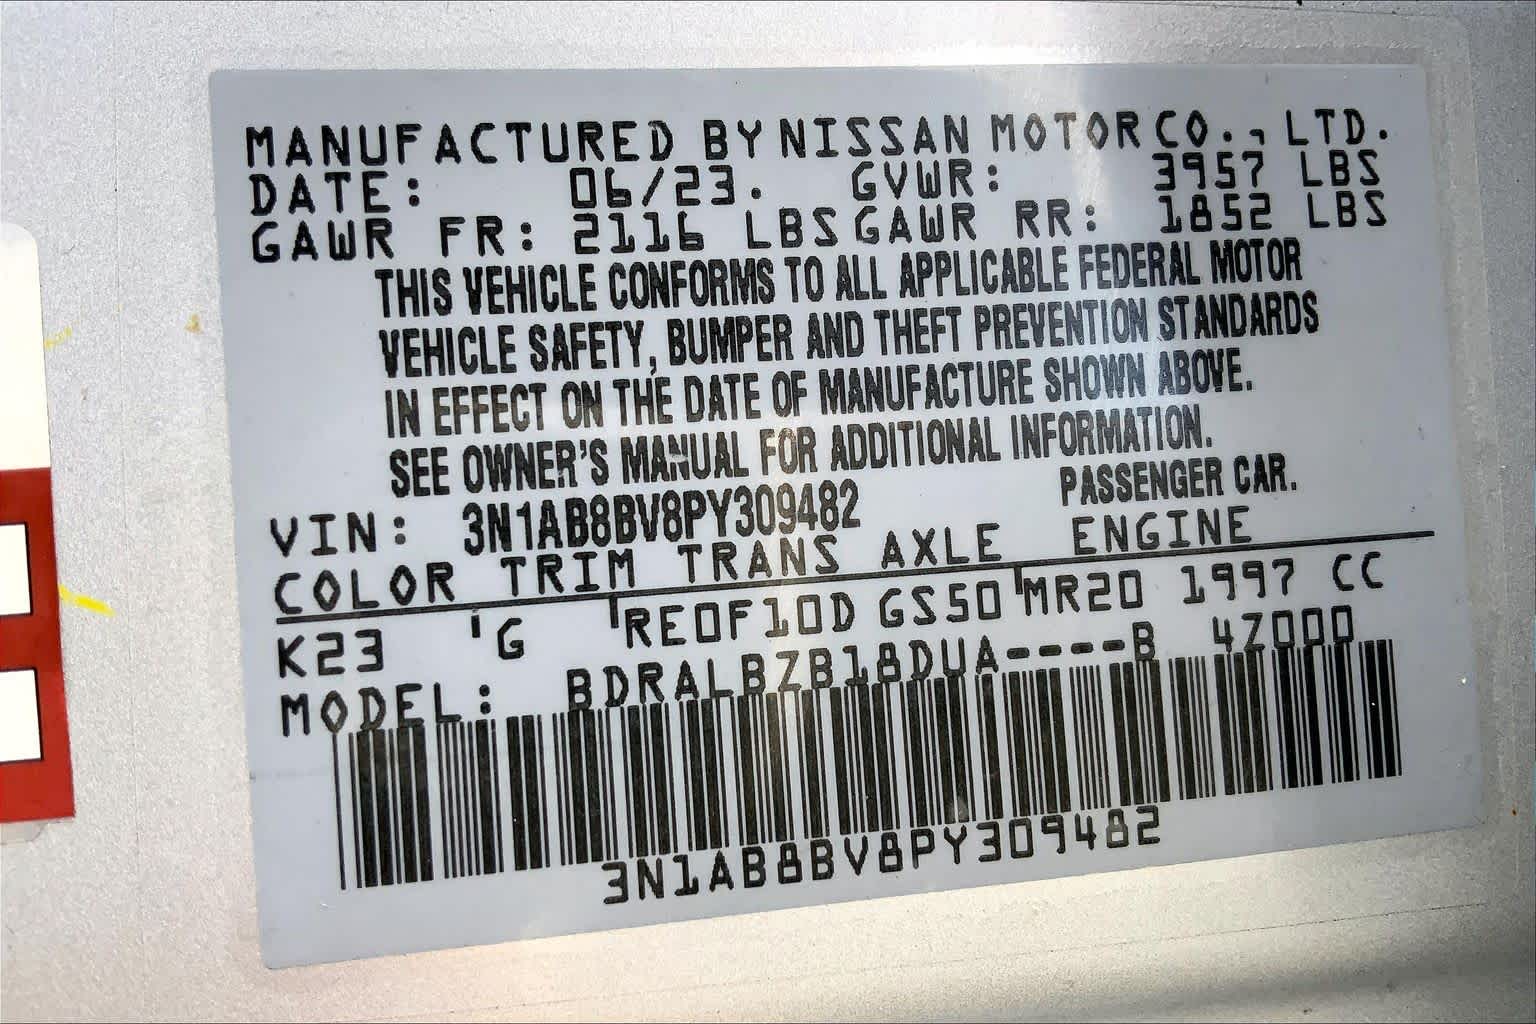 MANUFACTURED BY NISSAN MOTOR CO., LTD.
DATE: 06/23. GVWR: 3957 LBS
GAWR FR: 2116 LBS GAWR RR: 1852 LBS
THIS VEHICLE CONFORMS TO ALL APPLICABLE FEDERAL MOTOR
VEHICLE SAFETY, BUMPER AND THEFT PREVENTION STANDARDS
IN EFFECT ON THE DATE OF MANUFACTURE SHOWN ABOVE.
SEE OWNER'S MANUAL FOR ADDITIONAL INFORMATION.
VIN: 3N1AB8BV8PY309482 PASSENGER CAR.
COLOR TRIM TRANS AXLE ENGINE
K23 G RE0F10D GS50 MR20 1997 CC
MODEL: BDRALBZB18DUA----B 4Z000
3N1AB8BV8PY309482